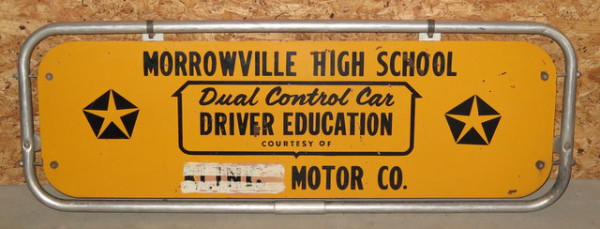 MORROWVILLE HIGH SCHOOL
Dual Control Car
DRIVER EDUCATION
COURTESY OF
MOTOR CO.